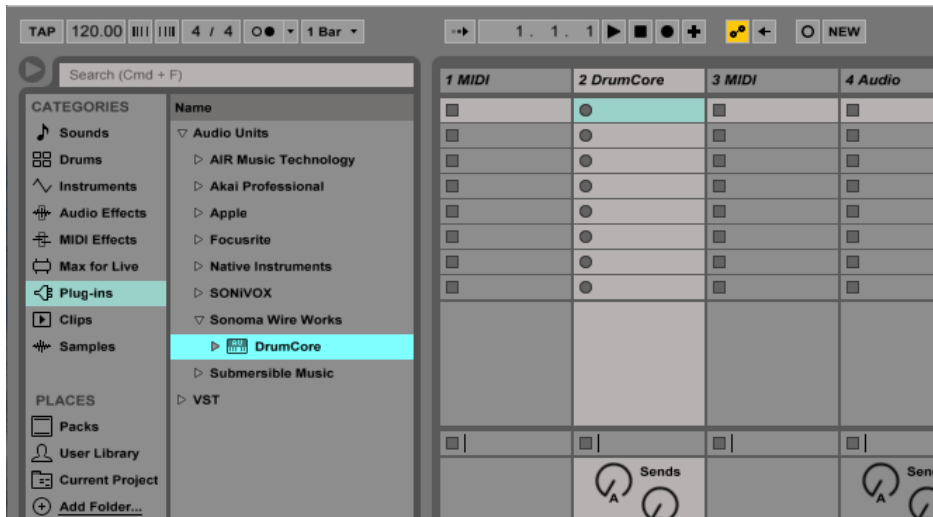 TAP 120.00 4 / 4 1 Bar 1. 1. 1 NEW
Search (Cmd + F)
1 MIDI 2 DrumCore 3 MIDI 4 Audio
CATEGORIES
Sounds
Drums
Instruments
Audio Effects
MIDI Effects
Max for Live
Plug-ins
Clips
Samples
PLACES
Packs
User Library
Current Project
Add Folder...
Name
Audio Units
AIR Music Technology
Akai Professional
Apple
Focusrite
Native Instruments
SONiVOX
Sonoma Wire Works
DrumCore
Submersible Music
VST
Sends
A
Sen
A